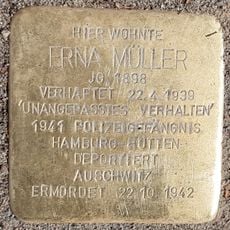 HIER WOHNTE
ERNA MÜLLER
JG. 1898
VERHAFTET 22.4.1939
'UNANGEPASSTES VERHALTEN'
1941 POLIZEIGEFÄNGNIS
HAMBURG-HÜTTEN
DEPORTIERT
AUSCHWITZ
ERMORDET 22.10.1942